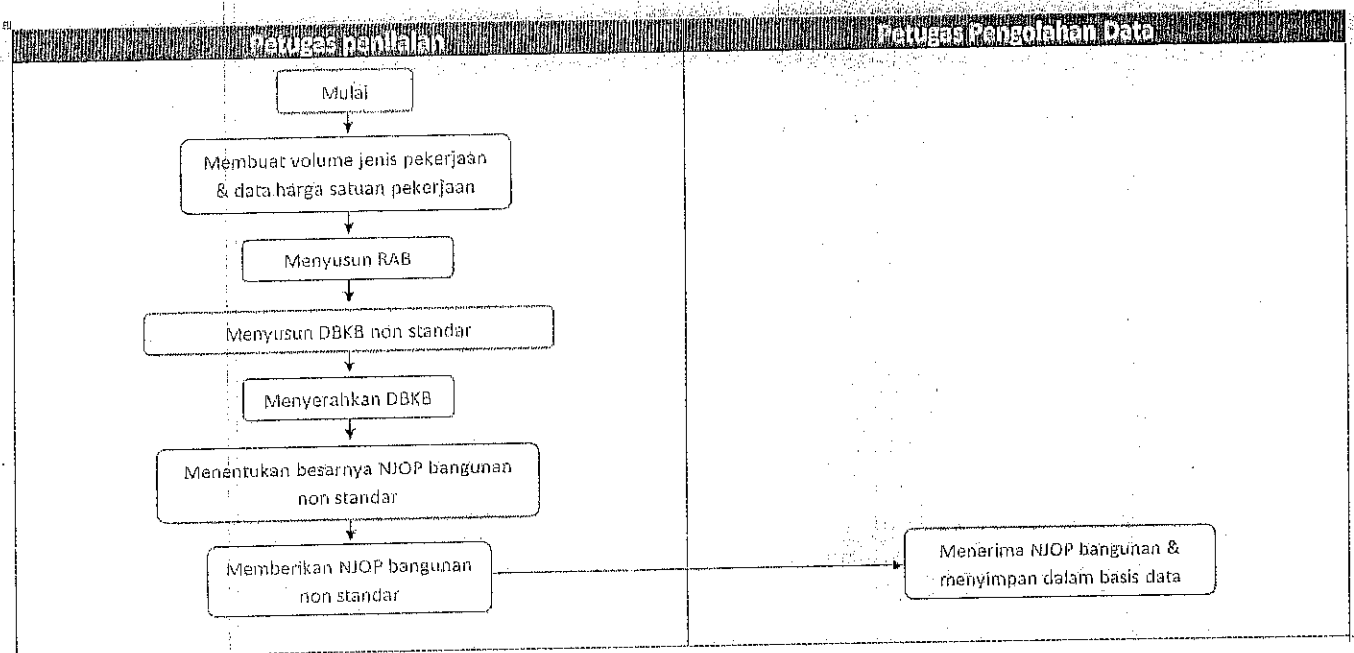 Petugas penilaian
Petugas Pengolahan Data
Mulai
Membuat volume jenis pekerjaan
& data harga satuan pekerjaan
Menyusun RAB
Menyusun DBKB non standar
Menyerahkan DBKB
Menentukan besarnya NJOP bangunan
non standar
Memberikan NJOP bangunan
non standar
Menerima NJOP bangunan &
menyimpan dalam basis data